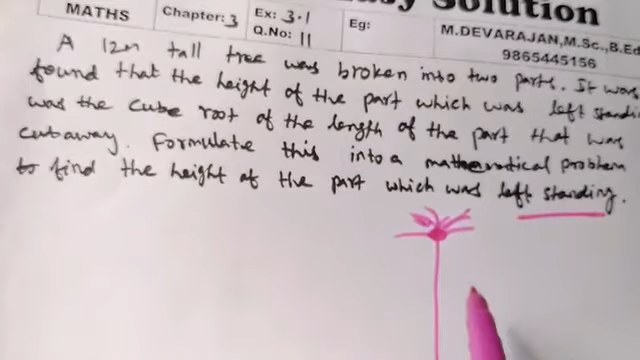 Solution
MATHS
Chapter: 3
Ex: 3.1
Q.No: 11
Eg:
M.DEVARAJAN,M.Sc.,B.Ed
9865445156
A 12m tall tree was broken into two parts. It was
found that the height of the part which was left standi
was the cube root of the length of the part that was
cutaway. Formulate this into a mathematical problem
to find the height of the part which was left standing.